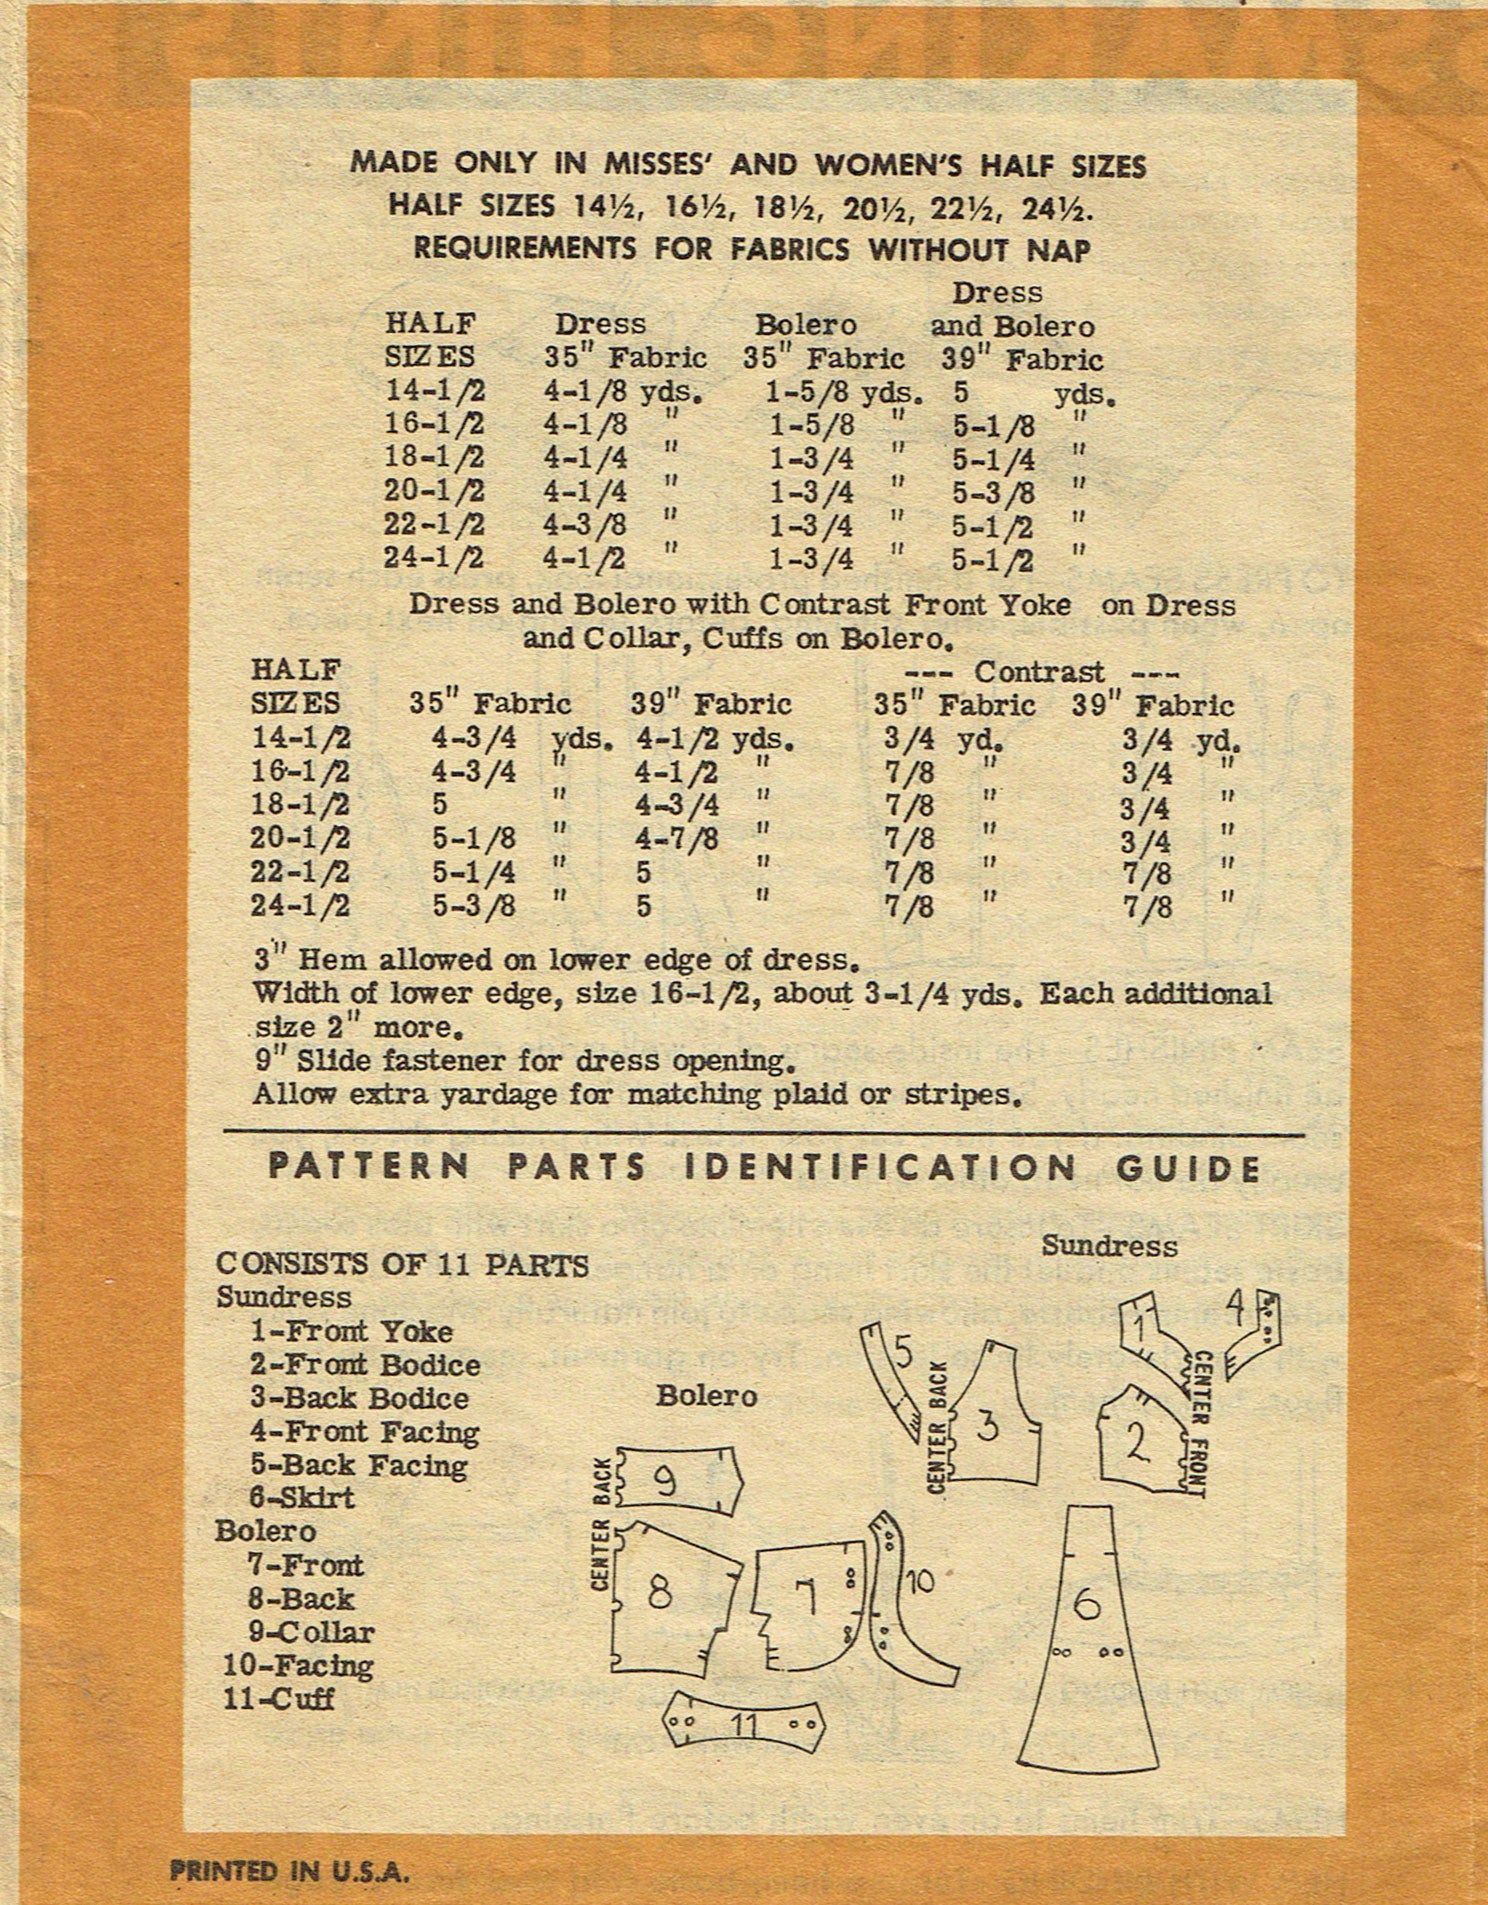 MADE ONLY IN MISSES' AND WOMEN'S HALF SIZES
HALF SIZES 14½, 16½, 18½, 20½, 22½, 24½.
REQUIREMENTS FOR FABRICS WITHOUT NAP
Dress
HALF Dress Bolero and Bolero
SIZES 35" Fabric 35" Fabric 39" Fabric
14-1/2 4-1/8 yds. 1-5/8 yds. 5 yds.
16-1/2 4-1/8 " 1-5/8 " 5-1/8 "
18-1/2 4-1/4 " 1-3/4 " 5-1/4 "
20-1/2 4-1/4 " 1-3/4 " 5-3/8 "
22-1/2 4-3/8 " 1-3/4 " 5-1/2 "
24-1/2 4-1/2 " 1-3/4 " 5-1/2 "
Dress and Bolero with Contrast Front Yoke on Dress
and Collar, Cuffs on Bolero.
HALF --- Contrast ---
SIZES 35" Fabric 39" Fabric 35" Fabric 39" Fabric
14-1/2 4-3/4 yds. 4-1/2 yds. 3/4 yd. 3/4 yd.
16-1/2 4-3/4 " 4-1/2 " 7/8 " 3/4 "
18-1/2 5 " 4-3/4 " 7/8 " 3/4 "
20-1/2 5-1/8 " 4-7/8 " 7/8 " 3/4 "
22-1/2 5-1/4 " 5 " 7/8 " 7/8 "
24-1/2 5-3/8 " 5 " 7/8 " 7/8 "
3" Hem allowed on lower edge of dress.
Width of lower edge, size 16-1/2, about 3-1/4 yds. Each additional
size 2" more.
9" Slide fastener for dress opening.
Allow extra yardage for matching plaid or stripes.
PATTERN PARTS IDENTIFICATION GUIDE
CONSISTS OF 11 PARTS
Sundress
1-Front Yoke
2-Front Bodice
3-Back Bodice
4-Front Facing
5-Back Facing
6-Skirt
Bolero
7-Front
8-Back
9-Collar
10-Facing
11-Cuff
Sundress
1
4
5
CENTER BACK
3
2
CENTER FRONT
6
Bolero
CENTER BACK
9
8
7
10
11
PRINTED IN U.S.A.